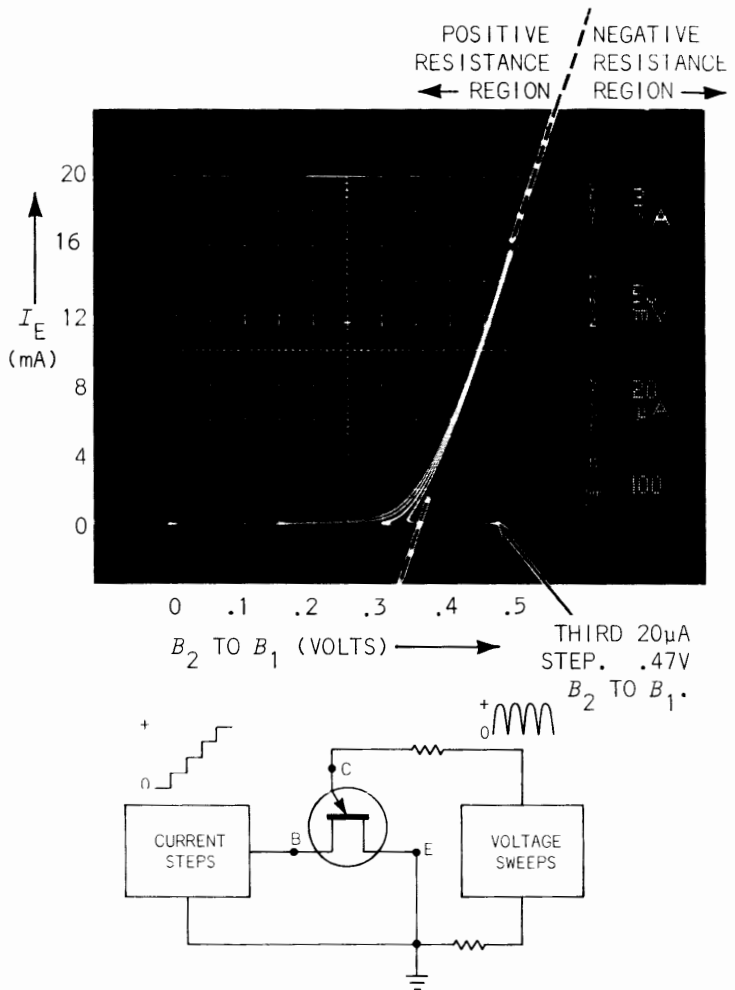 POSITIVE
RESISTANCE
REGION
NEGATIVE
RESISTANCE
REGION
20
16
12
8
4
0
I_E
(mA)
20
100
0 .1 .2 .3 .4 .5
B₂ TO B₁ (VOLTS)
THIRD 20μA
STEP. .47V
B₂ TO B₁.
+
0
+
0
C
CURRENT
STEPS
B
E
VOLTAGE
SWEEPS